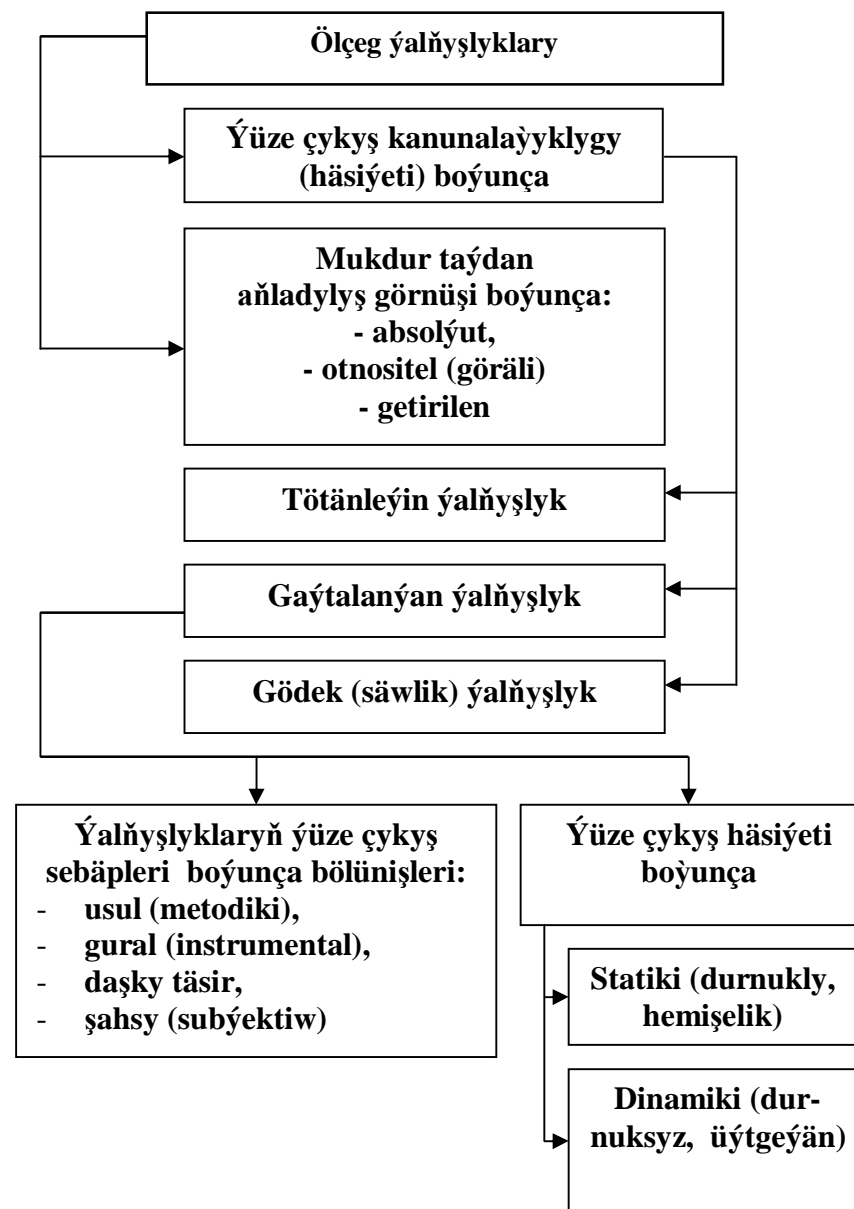 Ölçeg ýalňyşlyklary
Ýüze çykyş kanunalaỳyklygy
(häsiýeti) boýunça
Mukdur taýdan
aňladylyş görnüşi boýunça:
- absolýut,
- otnositel (göräli)
- getirilen
Tötänleýin ýalňyşlyk
Gaýtalanýan ýalňyşlyk
Gödek (säwlik) ýalňyşlyk
Ýalňyşlyklaryň ýüze çykyş
sebäpleri boýunça bölünişleri:
- usul (metodiki),
- gural (instrumental),
- daşky täsir,
- şahsy (subýektiw)
Ýüze çykyş häsiýeti
boỳunça
Statiki (durnukly,
hemişelik)
Dinamiki (dur-
nuksyz, üýtgeýän)